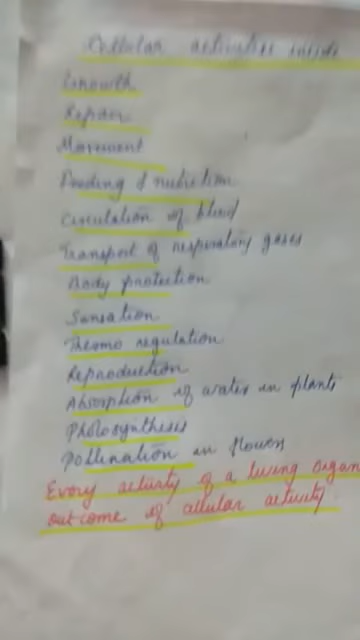 Cellular activities inside
Growth
Repair
Movement
Feeding & nutrition
Circulation of blood
Transport of respiratory gases
Body protection
Sensation
Thermo regulation
Reproduction
Absorption of water in plants
Photosynthesis
Pollination in flowers
Every activity of a living organ
outcome of cellular activity.